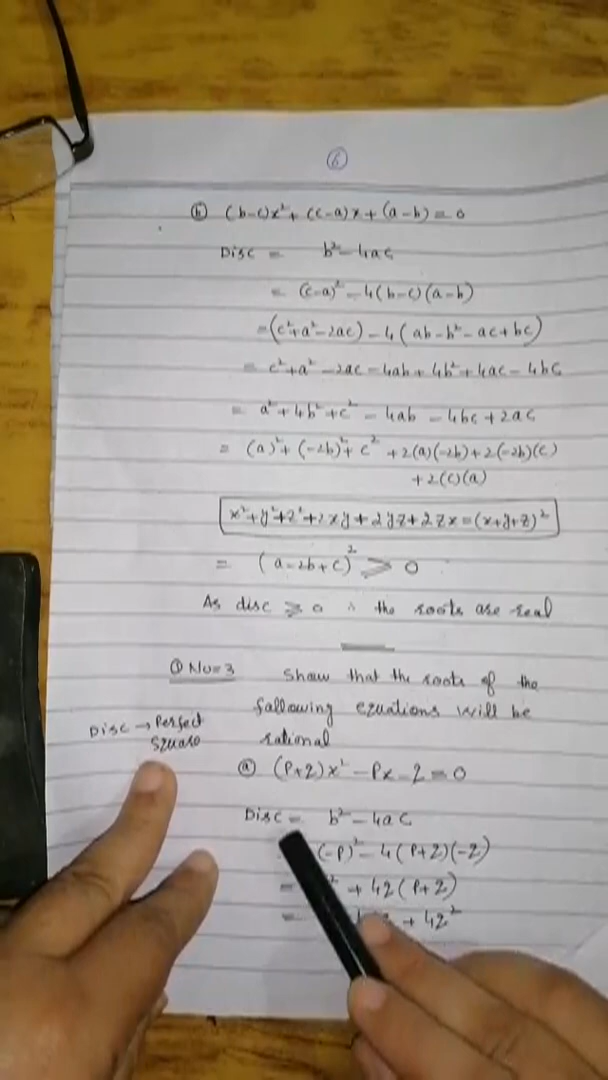 6
(b) (b-c)x² + (c-a)x + (a-b) = 0
Disc = b² - 4ac
= (c-a)² - 4(b-c)(a-b)
= (c²+a²-2ac) - 4(ab-b²-ac+bc)
= c²+a² - 2ac - 4ab + 4b² + 4ac - 4bc
= a² + 4b² + c² - 4ab - 4bc + 2ac
= (a)² + (-2b)² + c² + 2(a)(-2b) + 2(-2b)(c)
+ 2(c)(a)
x²+y²+z²+2xy+2yz+2zx = (x+y+z)²
= (a-2b+c)² ⩾ 0
As disc ⩾ 0 ∴ the roots are real
Q No=3 Show that the roots of the
following equations will be
rational
Disc → Perfect
Square
(a) (P+2)x² - Px - 2 = 0
Disc = b² - 4ac
(-P)² - 4(P+2)(-2)
= ² + 42(P+2)
= + 42²